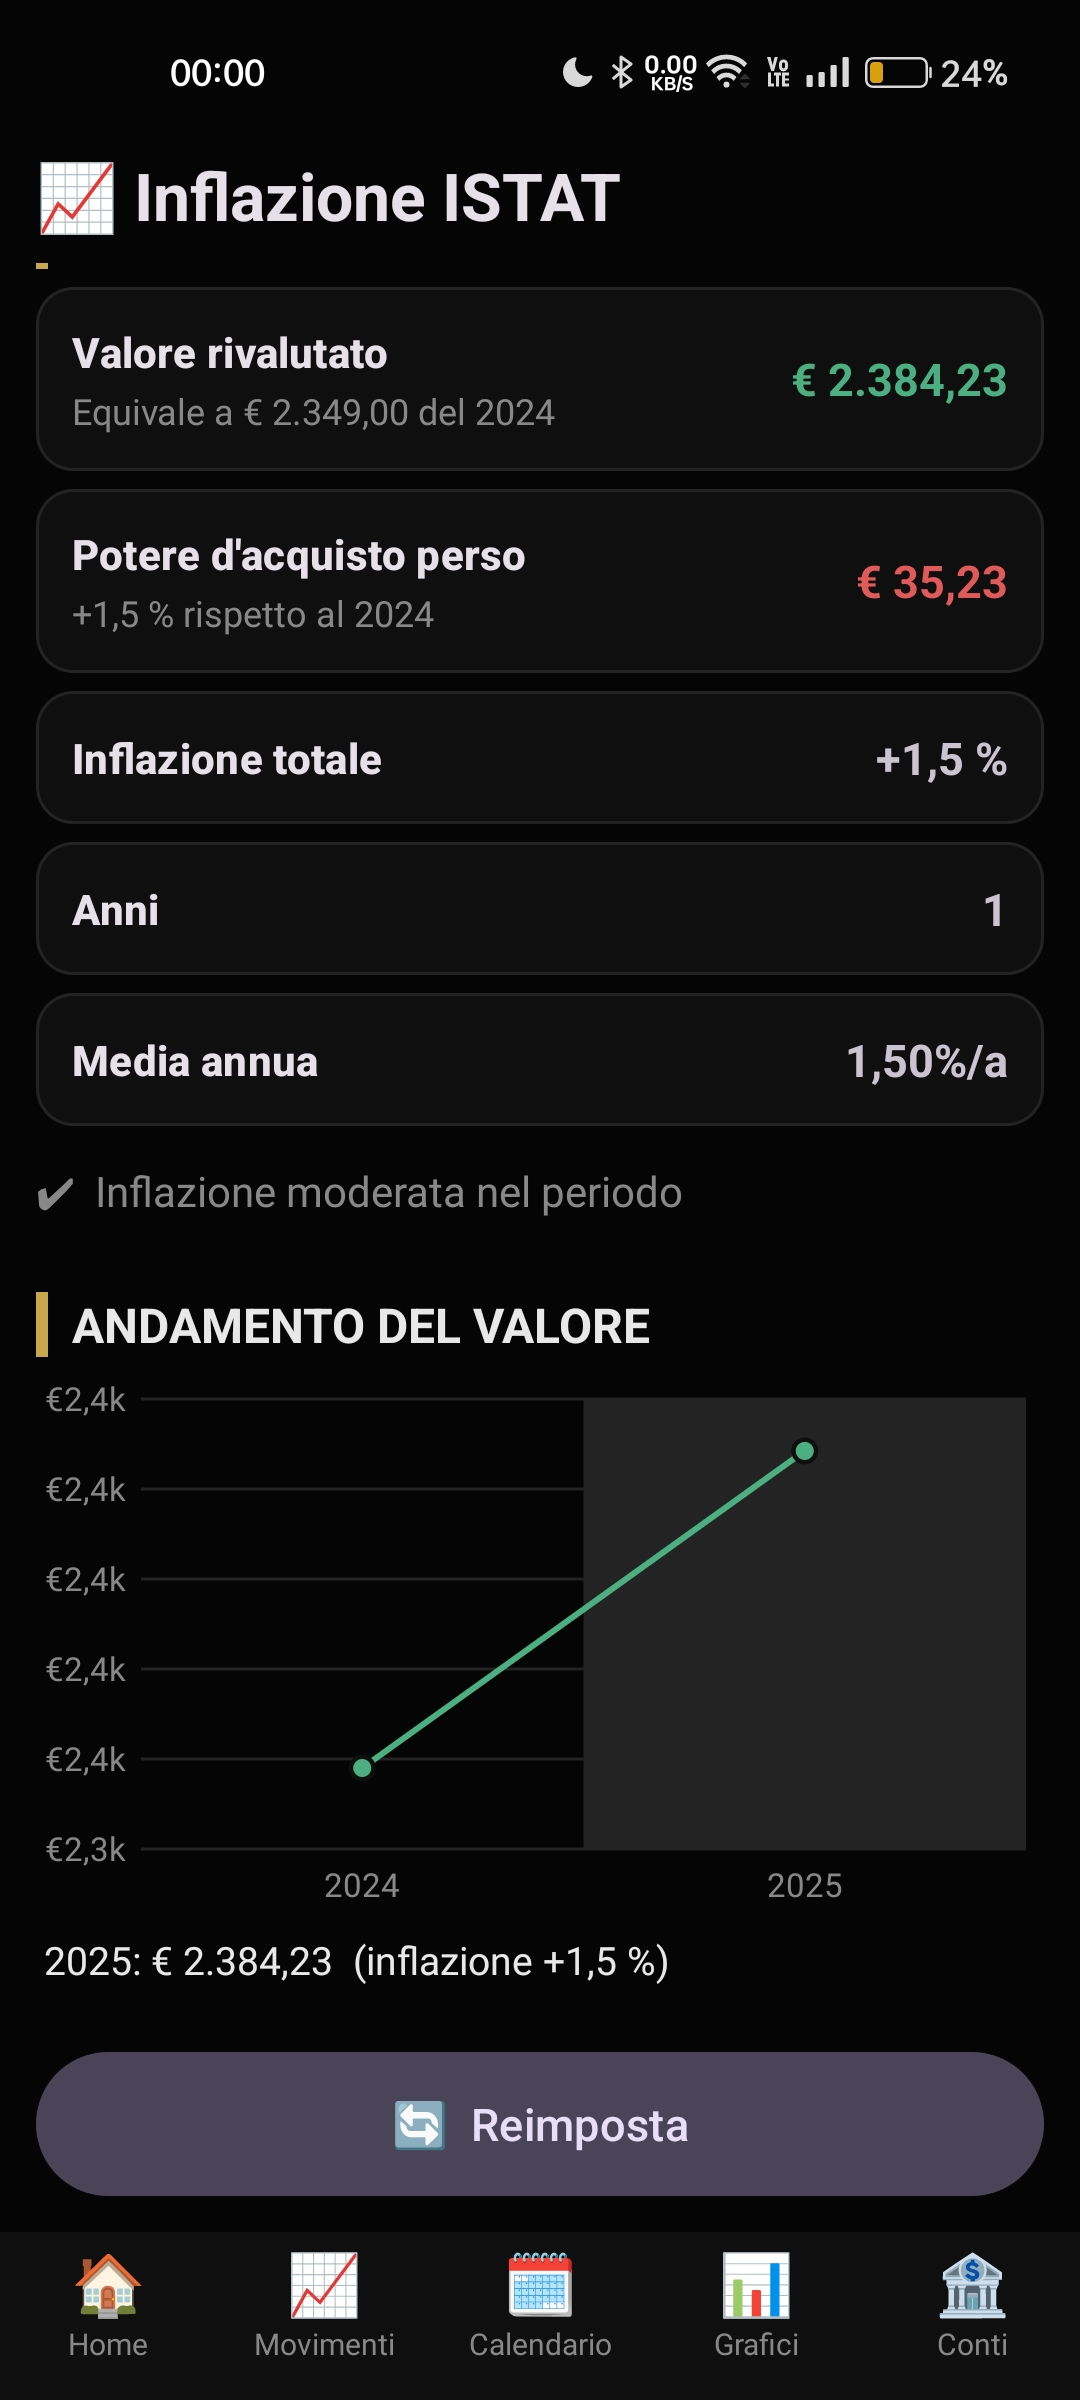 00:00
0.00 KB/S
Vo LTE
24%
Inflazione ISTAT
Valore rivalutato
€ 2.384,23
Equivale a € 2.349,00 del 2024
Potere d'acquisto perso
€ 35,23
+1,5 % rispetto al 2024
Inflazione totale
+1,5 %
Anni
1
Media annua
1,50%/a
✔ Inflazione moderata nel periodo
ANDAMENTO DEL VALORE
€2,4k
€2,4k
€2,4k
€2,4k
€2,4k
€2,3k
2024
2025
2025: € 2.384,23 (inflazione +1,5 %)
Reimposta
Home
Movimenti
Calendario
Grafici
Conti